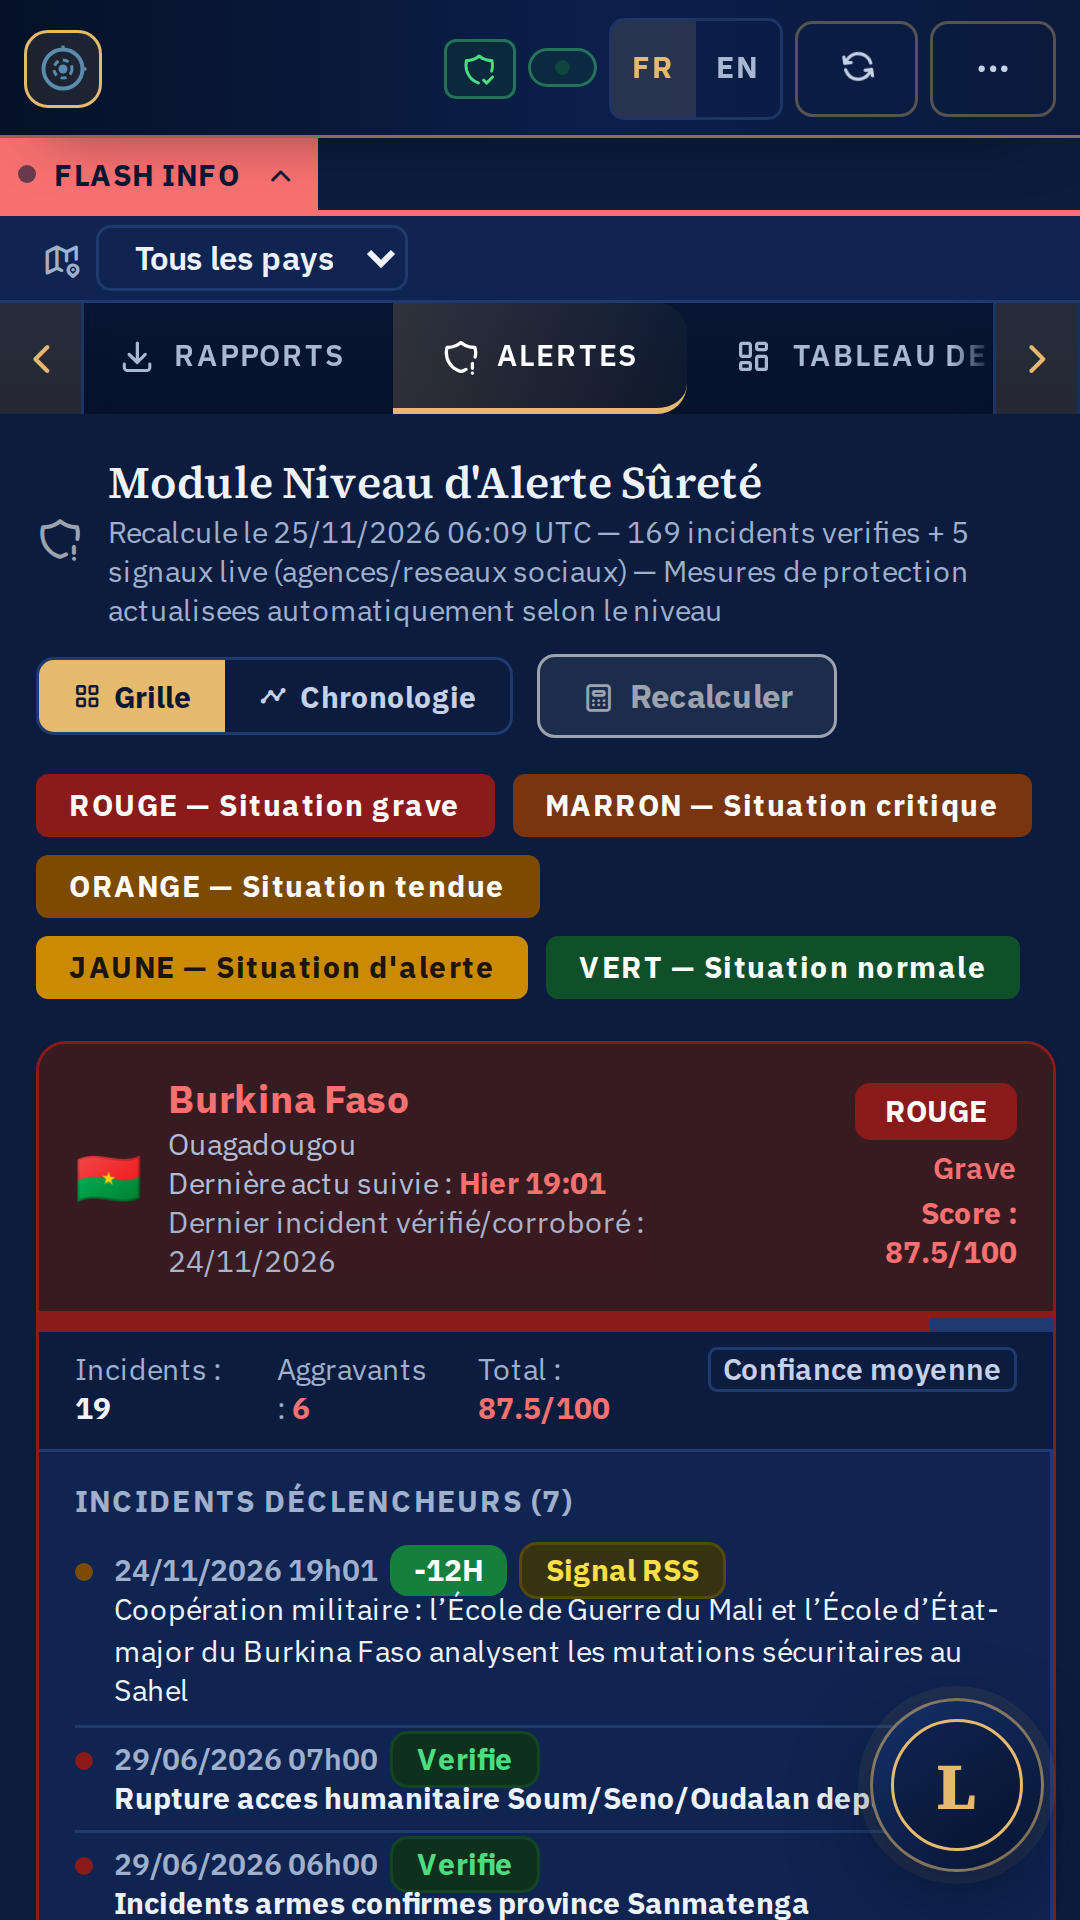 FR EN
FLASH INFO
Tous les pays
RAPPORTS
ALERTES
TABLEAU DE
Module Niveau d'Alerte Sûreté
Recalcule le 25/11/2026 06:09 UTC — 169 incidents verifies + 5
signaux live (agences/reseaux sociaux) — Mesures de protection
actualisees automatiquement selon le niveau
Grille
Chronologie
Recalculer
ROUGE — Situation grave
MARRON — Situation critique
ORANGE — Situation tendue
JAUNE — Situation d'alerte
VERT — Situation normale
Burkina Faso
Ouagadougou
Dernière actu suivie : Hier 19:01
Dernier incident vérifié/corroboré :
24/11/2026
ROUGE
Grave
Score :
87.5/100
Incidents :
19
Aggravants
: 6
Total :
87.5/100
Confiance moyenne
INCIDENTS DÉCLENCHEURS (7)
24/11/2026 19h01 -12H Signal RSS
Coopération militaire : l’École de Guerre du Mali et l’École d’État-
major du Burkina Faso analysent les mutations sécuritaires au
Sahel
29/06/2026 07h00 Verifie
Rupture acces humanitaire Soum/Seno/Oudalan dep
L
29/06/2026 06h00 Verifie
Incidents armes confirmes province Sanmatenga